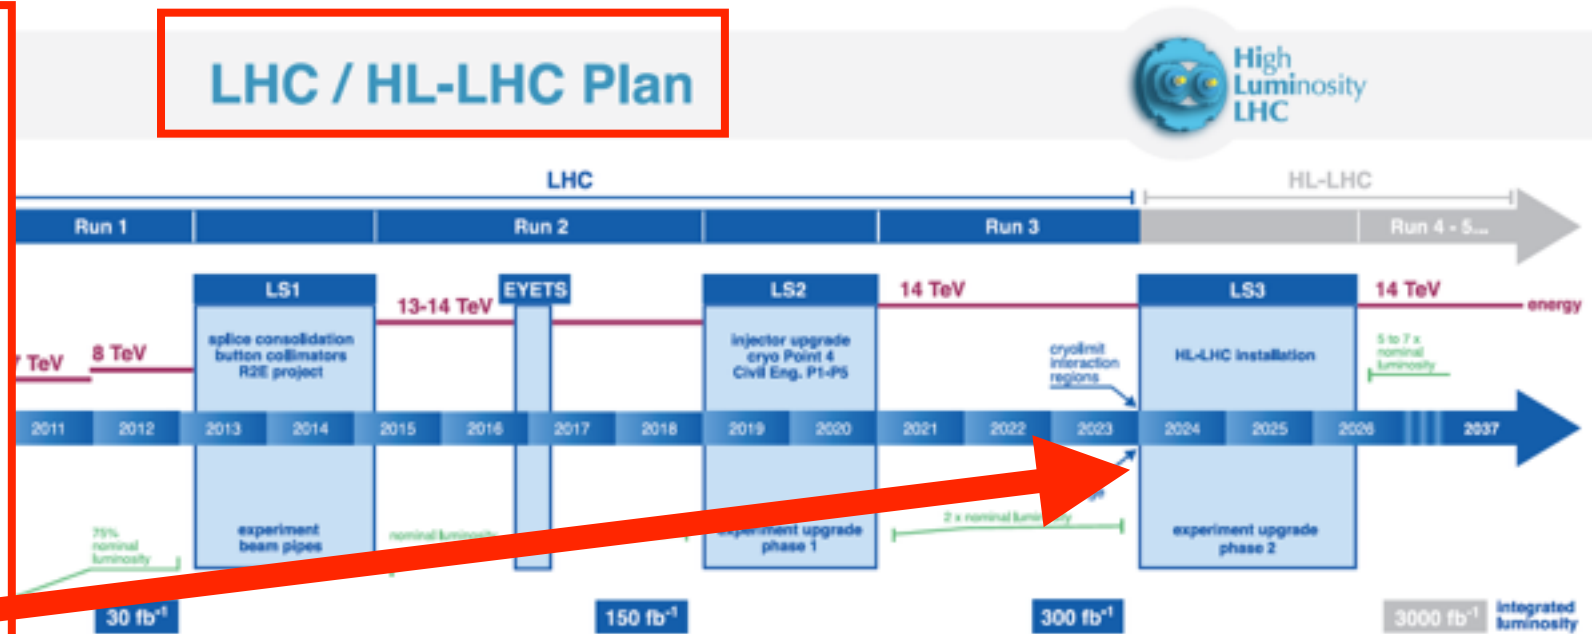 LHC / HL-LHC Plan
High
Luminosity
LHC
LHC
HL-LHC
Run 1
Run 2
Run 3
Run 4 - 5...
LS1
EYETS
LS2
14 TeV
LS3
14 TeV
13-14 TeV
energy
splice consolidation
button collimators
R2E project
injector upgrade
cryo Point 4
Civil Eng. P1-P5
cryolimit
interaction
regions
HL-LHC installation
5 to 7 x
nominal
luminosity
TeV
8 TeV
2011 2012 2013 2014 2015 2016 2017 2018 2019 2020 2021 2022 2023 2024 2025 2026 2037
75%
nominal
luminosity
experiment
beam pipes
nominal luminosity
experiment upgrade
phase 1
2 x nominal luminosity
experiment upgrade
phase 2
30 fb⁻¹
150 fb⁻¹
300 fb⁻¹
3000 fb⁻¹
integrated
luminosity